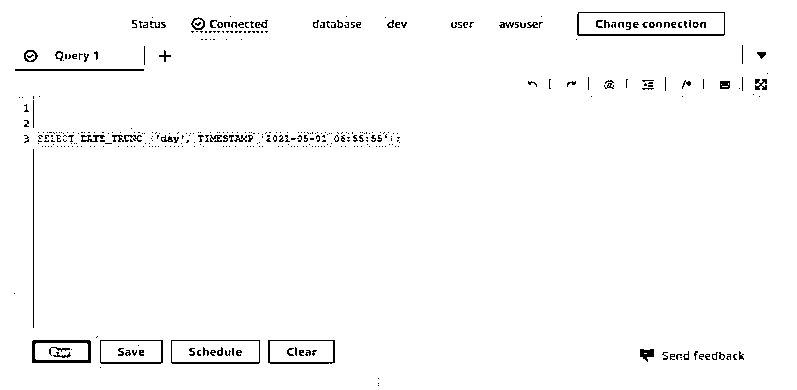 Status Connected database dev user awsuser Change connection
Query 1 +
1
2
3 SELECT DATE_TRUNC ('day', TIMESTAMP '2021-05-01 06:55:55');
Run Save Schedule Clear Send feedback